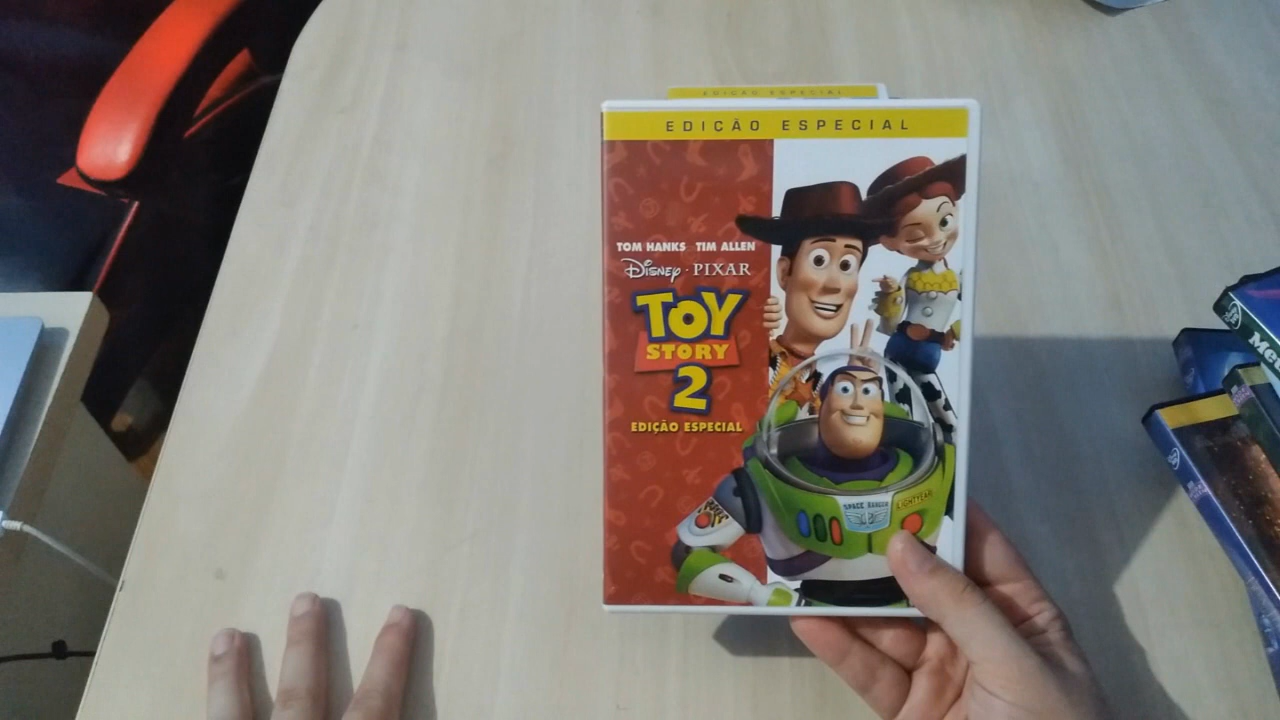 EDIÇÃO ESPECIAL
EDIÇÃO ESPECIAL
TOM HANKS TIM ALLEN
DISNEY · PIXAR
TOY
STORY
2
EDIÇÃO ESPECIAL
SPACE RANGER
LIGHTYEAR